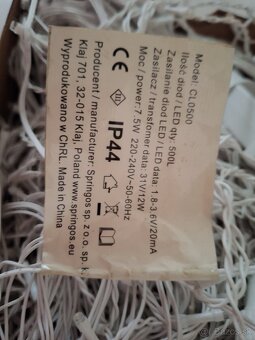 Model: CL0500
Ilość diod / LED qty: 500L
Zasilanie diod LED / LED data: 1,8-3,6V/20mA
Zasilacz / transfomer data: 31V/12W
Moc / power: 7.5W 220-240V~50-60Hz
CE
III
IP44
Producent / manufacturer: Springos sp. z o.o. sp. k.
Kłaj 701, 32-015 Kłaj, Poland www.springos.eu
Wyprodukowano w ChRL. Made in China